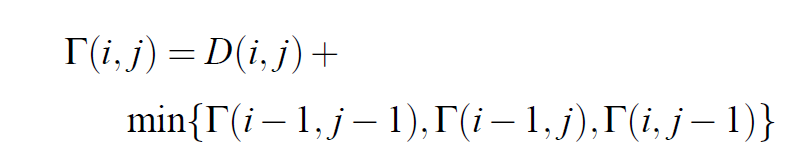 Γ(i, j) = D(i, j) +
min{Γ(i − 1, j − 1), Γ(i − 1, j), Γ(i, j − 1)}